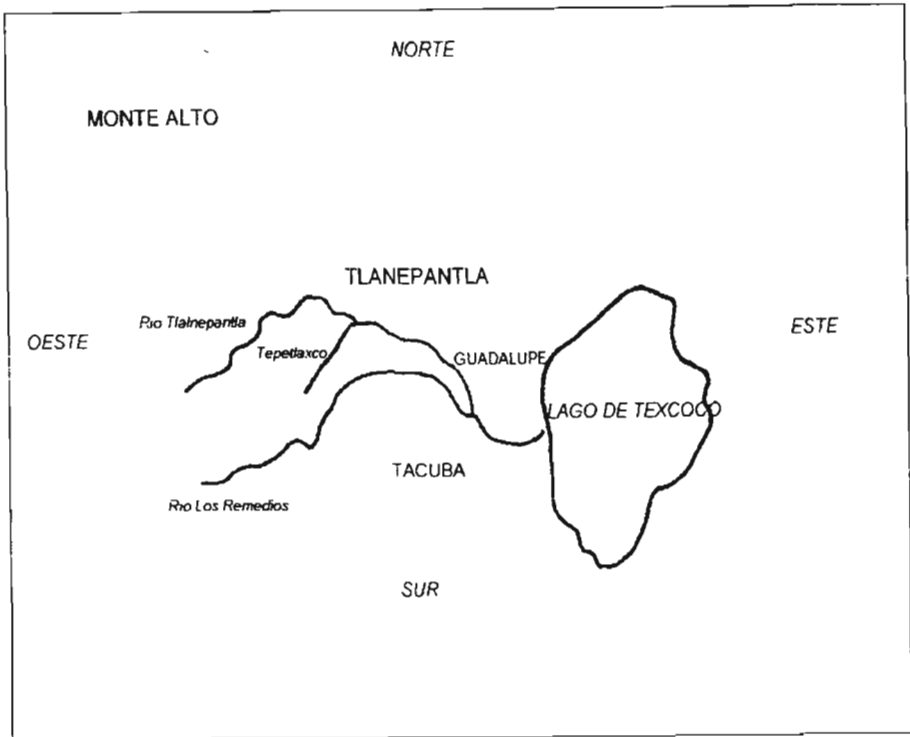 NORTE
MONTE ALTO
TLANEPANTLA
Rio Tlalnepantla
ESTE
OESTE
Tepetlaxco
GUADALUPE
LAGO DE TEXCOCO
TACUBA
Rio Los Remedios
SUR